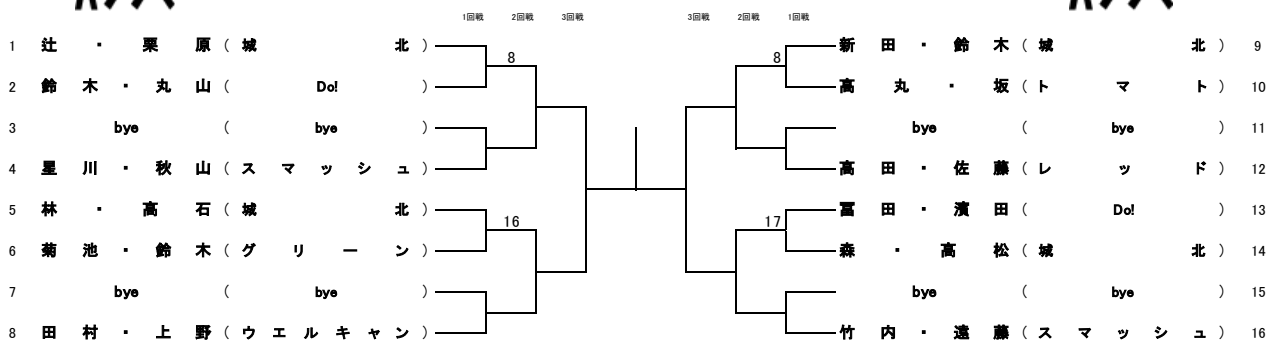 1回戦 2回戦 3回戦 3回戦 2回戦 1回戦
1 辻・栗原(城北) 8 8 新田・鈴木(城北) 9
2 鈴木・丸山(Do!) 高丸・坂(トマト) 10
3 bye(bye) bye(bye) 11
4 星川・秋山(スマッシュ) 高田・佐藤(レッド) 12
5 林・高石(城北) 16 17 冨田・濱田(Do!) 13
6 菊池・鈴木(グリーン) 森・高松(城北) 14
7 bye(bye) bye(bye) 15
8 田村・上野(ウエルキャン) 竹内・遠藤(スマッシュ) 16